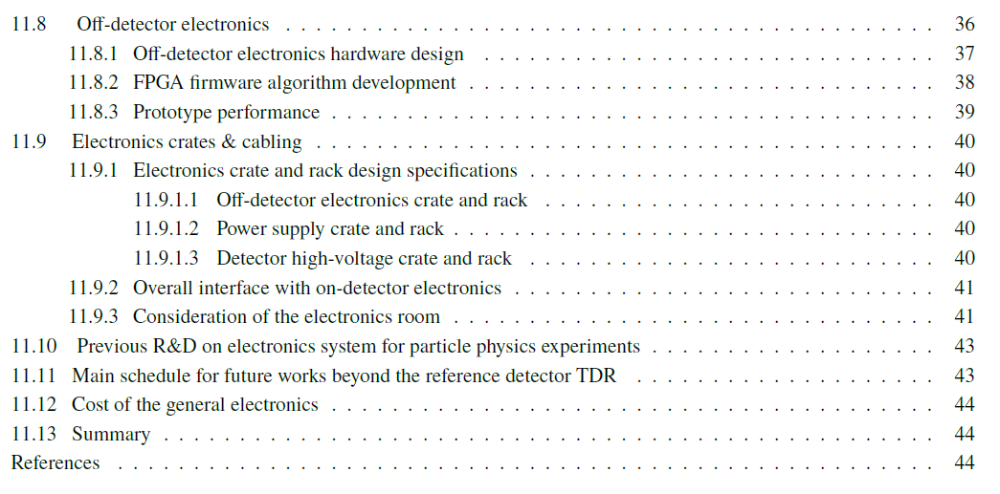 11.8 Off-detector electronics . . . . . . . . . . . . . . . . . . . . . . . . . . . . . . . . . . . . . . . . . . . 36
11.8.1 Off-detector electronics hardware design . . . . . . . . . . . . . . . . . . . . . . . . . . . . . . 37
11.8.2 FPGA firmware algorithm development . . . . . . . . . . . . . . . . . . . . . . . . . . . . . . . 38
11.8.3 Prototype performance . . . . . . . . . . . . . . . . . . . . . . . . . . . . . . . . . . . . . . . . 39
11.9 Electronics crates & cabling . . . . . . . . . . . . . . . . . . . . . . . . . . . . . . . . . . . . . . . . . 40
11.9.1 Electronics crate and rack design specifications . . . . . . . . . . . . . . . . . . . . . . . . . . . 40
11.9.1.1 Off-detector electronics crate and rack . . . . . . . . . . . . . . . . . . . . . . . . . . 40
11.9.1.2 Power supply crate and rack . . . . . . . . . . . . . . . . . . . . . . . . . . . . . . . . 40
11.9.1.3 Detector high-voltage crate and rack . . . . . . . . . . . . . . . . . . . . . . . . . . . 40
11.9.2 Overall interface with on-detector electronics . . . . . . . . . . . . . . . . . . . . . . . . . . . . 41
11.9.3 Consideration of the electronics room . . . . . . . . . . . . . . . . . . . . . . . . . . . . . . . . 41
11.10 Previous R&D on electronics system for particle physics experiments . . . . . . . . . . . . . . . . . . . 43
11.11 Main schedule for future works beyond the reference detector TDR . . . . . . . . . . . . . . . . . . . . 43
11.12 Cost of the general electronics . . . . . . . . . . . . . . . . . . . . . . . . . . . . . . . . . . . . . . . . 44
11.13 Summary . . . . . . . . . . . . . . . . . . . . . . . . . . . . . . . . . . . . . . . . . . . . . . . . . . . 44
References . . . . . . . . . . . . . . . . . . . . . . . . . . . . . . . . . . . . . . . . . . . . . . . . . . . . . . 44